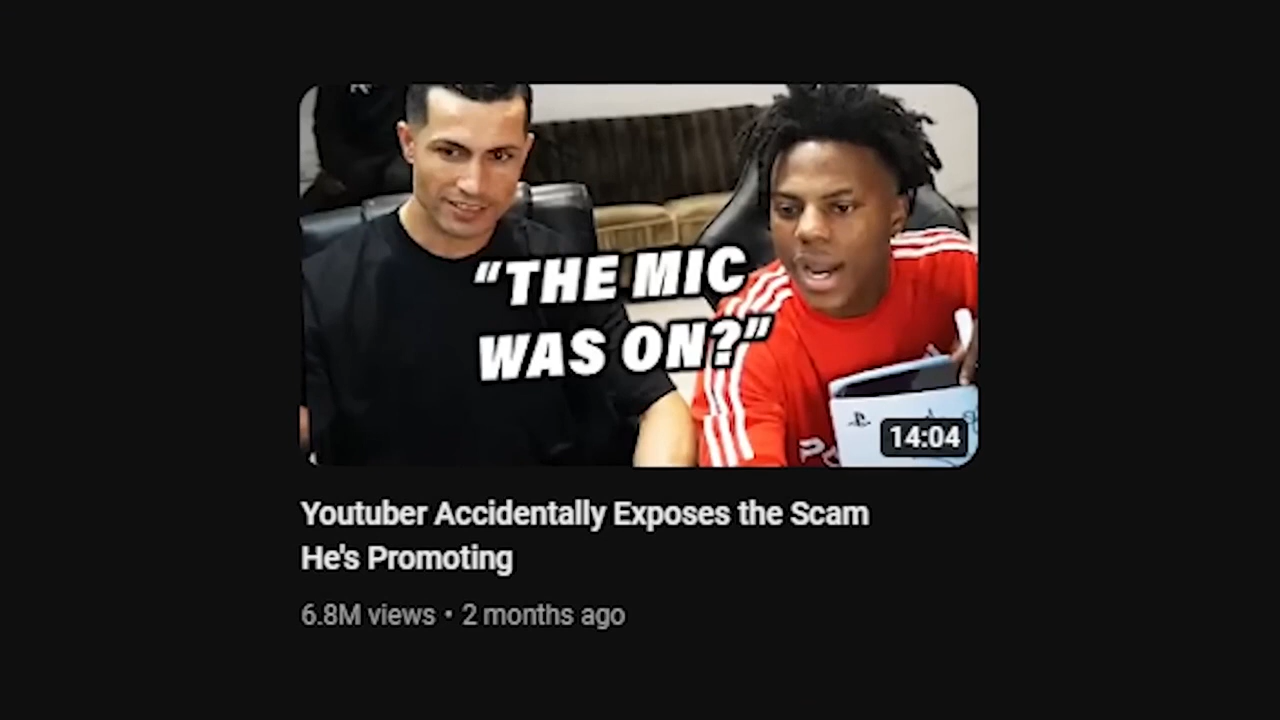 “THE MIC
WAS ON?”
14:04
Youtuber Accidentally Exposes the Scam
He's Promoting
6.8M views • 2 months ago